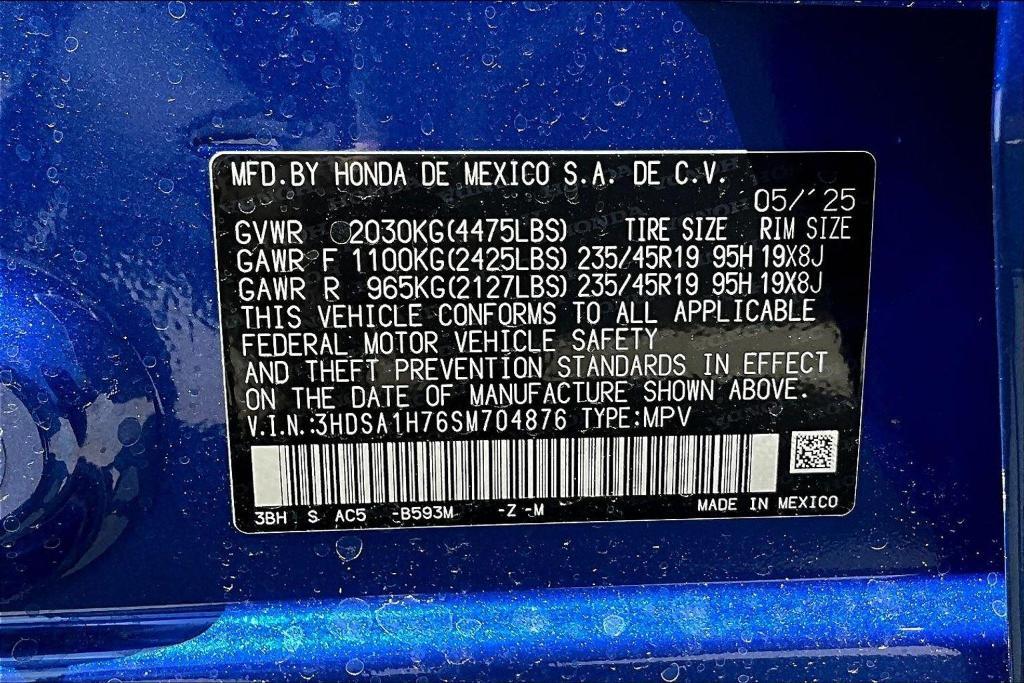 MFD.BY HONDA DE MEXICO S.A. DE C.V.
05/'25
GVWR 2030KG(4475LBS) TIRE SIZE RIM SIZE
GAWR F 1100KG(2425LBS) 235/45R19 95H 19X8J
GAWR R 965KG(2127LBS) 235/45R19 95H 19X8J
THIS VEHICLE CONFORMS TO ALL APPLICABLE
FEDERAL MOTOR VEHICLE SAFETY
AND THEFT PREVENTION STANDARDS IN EFFECT
ON THE DATE OF MANUFACTURE SHOWN ABOVE.
V.I.N.:3HDSA1H76SM704876 TYPE:MPV
3BH S AC5 -B593M -Z -M MADE IN MEXICO